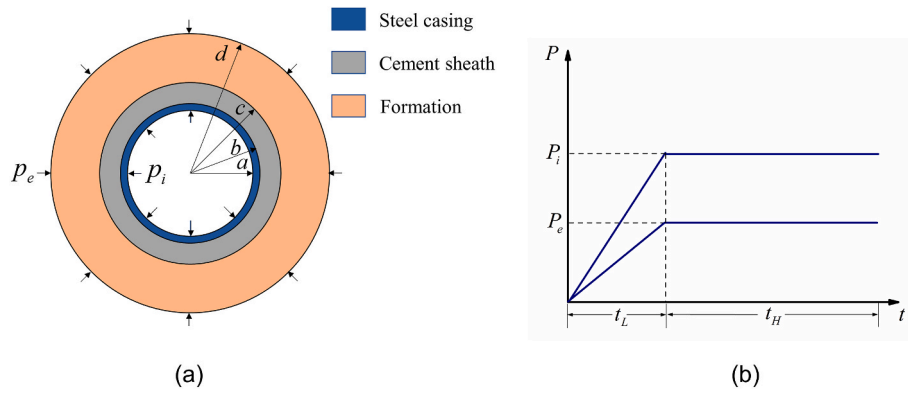 Steel casing
Cement sheath
Formation
d
c
b
a
p_e
p_i
(a)
P
P_i
P_e
t_L
t_H
t
(b)